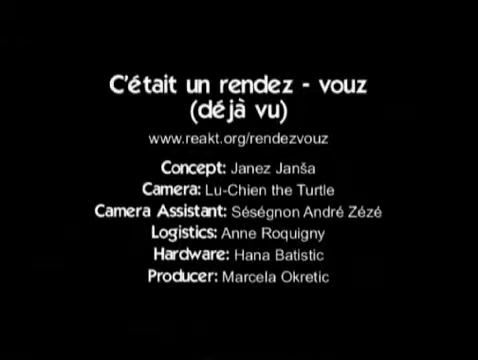 C'était un rendez - vouz
(déjà vu)
www.reakt.org/rendezvouz
Concept: Janez Janša
Camera: Lu-Chien the Turtle
Camera Assistant: Séségnon André Zézé
Logistics: Anne Roquigny
Hardware: Hana Batistic
Producer: Marcela Okretic